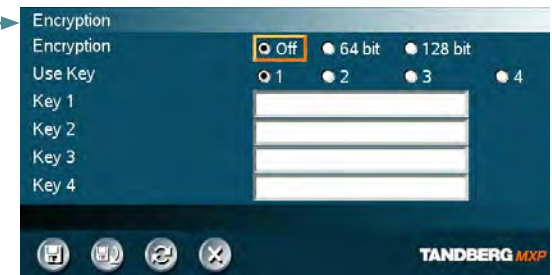 Encryption
Encryption Off 64 bit 128 bit
Use Key 1 2 3 4
Key 1
Key 2
Key 3
Key 4
TANDBERG MXP